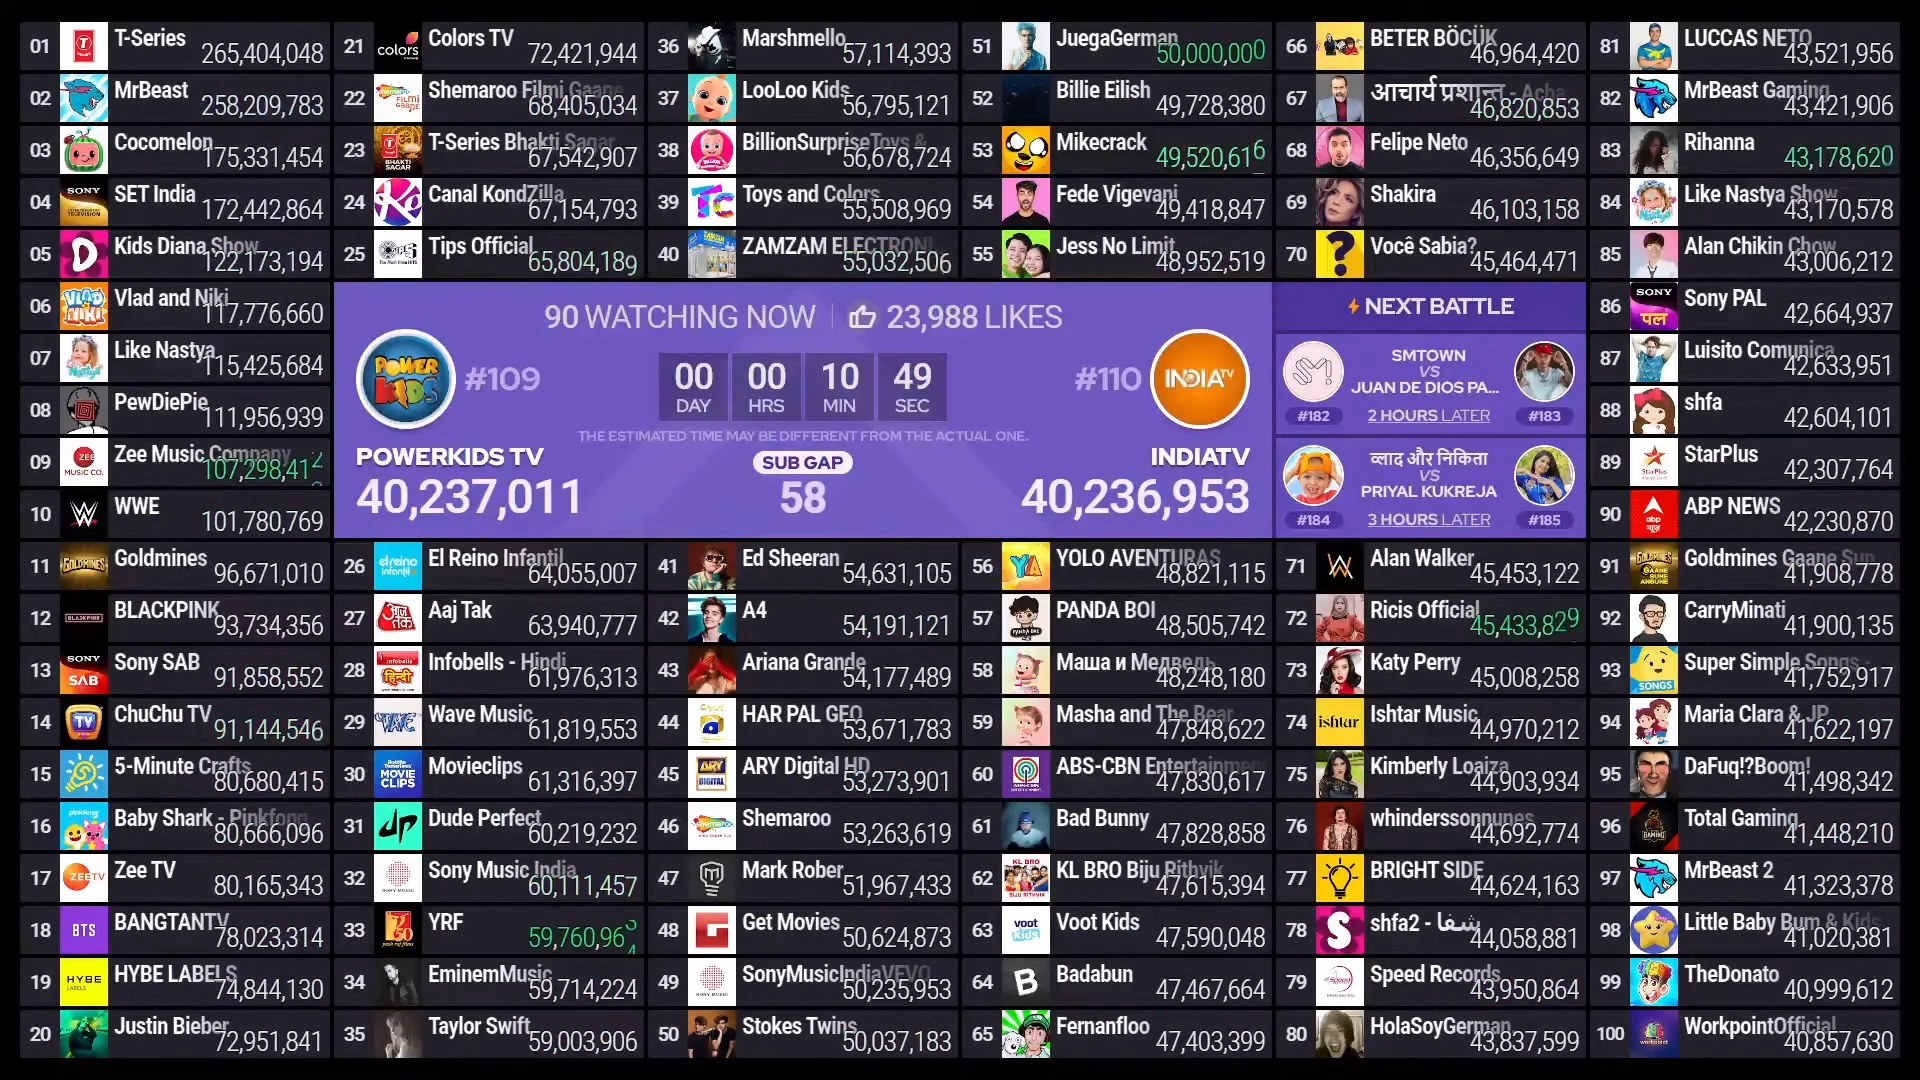 01 T-Series 265,404,048
02 MrBeast 258,209,783
03 Cocomelon 175,331,454
04 SET India 172,442,864
05 Kids Diana Show 122,173,194
06 Vlad and Niki 117,776,660
07 Like Nastya 115,425,684
08 PewDiePie 111,956,939
09 Zee Music Company 107,298,412
10 WWE 101,780,769
11 Goldmines 96,671,010
12 BLACKPINK 93,734,356
13 Sony SAB 91,858,552
14 ChuChu TV 91,144,546
15 5-Minute Crafts 80,680,415
16 Baby Shark - Pinkfong 80,666,096
17 Zee TV 80,165,343
18 BANGTANTV 78,023,314
19 HYBE LABELS 74,844,130
20 Justin Bieber 72,951,841
21 Colors TV 72,421,944
22 Shemaroo Filmi Gaane 68,405,034
23 T-Series Bhakti Sagar 67,542,907
24 Canal KondZilla 67,154,793
25 Tips Official 65,804,189
36 Marshmello 57,114,393
37 LooLoo Kids 56,795,121
38 BillionSurpriseToys & 56,678,724
39 Toys and Colors 55,508,969
40 ZAMZAM ELECTRONI 55,032,506
51 JuegaGerman 50,000,000
52 Billie Eilish 49,728,380
53 Mikecrack 49,520,616
54 Fede Vigevani 49,418,847
55 Jess No Limit 48,952,519
66 BETER BÖCÜK 46,964,420
67 आचार्य प्रशान्त - Acha 46,820,853
68 Felipe Neto 46,356,649
69 Shakira 46,103,158
70 Você Sabia? 45,464,471
90 WATCHING NOW 23,988 LIKES
POWER KIDS
#109
00 DAY 00 HRS 10 MIN 49 SEC
#110
INDIA TV
THE ESTIMATED TIME MAY BE DIFFERENT FROM THE ACTUAL ONE.
POWERKIDS TV
40,237,011
SUB GAP
58
INDIATV
40,236,953
NEXT BATTLE
SMTOWN
VS
JUAN DE DIOS PA...
#182 2 HOURS LATER #183
व्लाद और निकिता
VS
PRIYAL KUKREJA
#184 3 HOURS LATER #185
26 El Reino Infantil 64,055,007
27 Aaj Tak 63,940,777
28 Infobells - Hindi 61,976,313
29 Wave Music 61,819,553
30 Movieclips 61,316,397
31 Dude Perfect 60,219,232
32 Sony Music India 60,111,457
33 YRF 59,760,963
34 EminemMusic 59,714,224
35 Taylor Swift 59,003,906
41 Ed Sheeran 54,631,105
42 A4 54,191,121
43 Ariana Grande 54,177,489
44 HAR PAL GEO 53,671,783
45 ARY Digital HD 53,273,901
46 Shemaroo 53,263,619
47 Mark Rober 51,967,433
48 Get Movies 50,624,873
49 SonyMusicIndiaVEVO 50,235,953
50 Stokes Twins 50,037,183
56 YOLO AVENTURAS 48,821,115
57 PANDA BOI 48,505,742
58 Маша и Медведь 48,248,180
59 Masha and The Bear 47,848,622
60 ABS-CBN Entertainment 47,830,617
61 Bad Bunny 47,828,858
62 KL BRO Biju Rithvik 47,615,394
63 Voot Kids 47,590,048
64 Badabun 47,467,664
65 Fernanfloo 47,403,399
71 Alan Walker 45,453,122
72 Ricis Official 45,433,829
73 Katy Perry 45,008,258
74 Ishtar Music 44,970,212
75 Kimberly Loaiza 44,903,934
76 whinderssonnunes 44,692,774
77 BRIGHT SIDE 44,624,163
78 shfa2 - شفا 44,058,881
79 Speed Records 43,950,864
80 HolaSoyGerman. 43,837,599
81 LUCCAS NETO 43,521,956
82 MrBeast Gaming 43,421,906
83 Rihanna 43,178,620
84 Like Nastya Show 43,170,578
85 Alan Chikin Chow 43,006,212
86 Sony PAL 42,664,937
87 Luisito Comunica 42,633,951
88 shfa 42,604,101
89 StarPlus 42,307,764
90 ABP NEWS 42,230,870
91 Goldmines Gaane Sun 41,908,778
92 CarryMinati 41,900,135
93 Super Simple Songs - 41,752,917
94 Maria Clara & JP 41,622,197
95 DaFuq!?Boom! 41,498,342
96 Total Gaming 41,448,210
97 MrBeast 2 41,323,378
98 Little Baby Bum & Kids 41,020,381
99 TheDonato 40,999,612
100 WorkpointOfficial 40,857,630